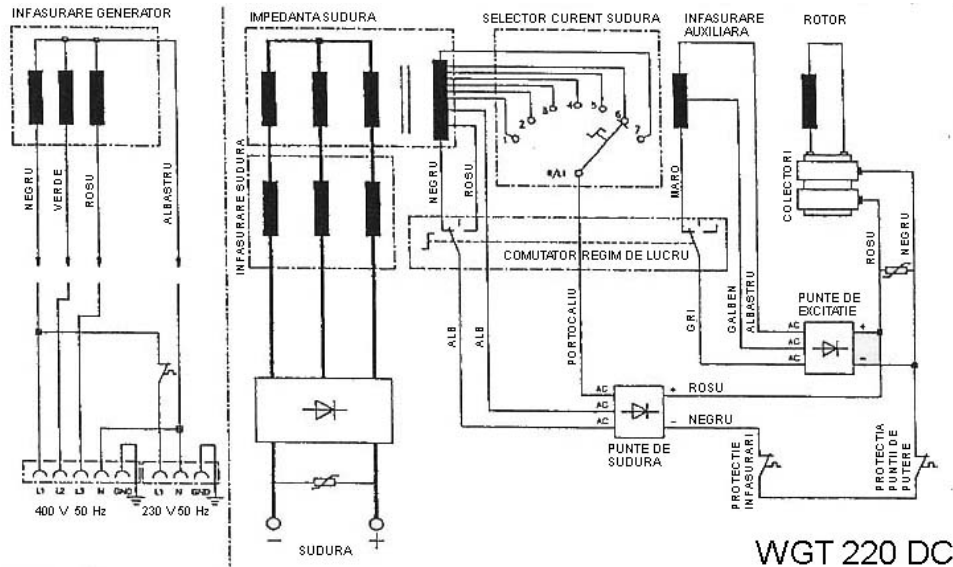 INFASURARE GENERATOR
IMPEDANTA SUDURA
SELECTOR CURENT SUDURA
INFASURARE
AUXILIARA
ROTOR
NEGRU
VERDE
ROSU
ALBASTRU
INFASURARE SUDURA
NEGRU
ROSU
1
2
3
4
5
6
7
R/L1
MARO
COLECTORI
ROSU
NEGRU
COMUTATOR REGIM DE LUCRU
ALB
ALB
PORTOCALIU
GRI
GALBEN
ALBASTRU
PUNTE DE
EXCITATIE
AC
AC
AC
+
-
AC
AC
AC
+ ROSU
- NEGRU
PUNTE DE
SUDURA
PROTECTIE
INFASURARI
PROTECTIA
PUNTII DE
PUTERE
L1 L2 L3 N GND
L1 N GND
400 V 50 Hz
230 V 50 Hz
- SUDURA +
WGT 220 DC